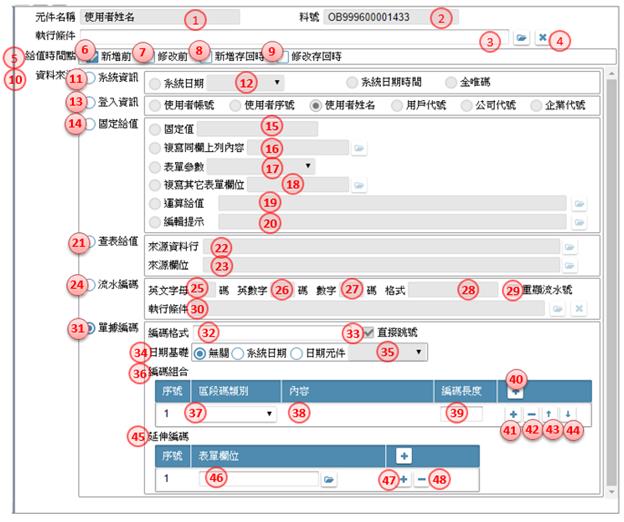 元件名稱 使用者姓名 1 料號 OB999600001433 2
執行條件 3 4
5 給值時間點 6 新增前 7 修改前 8 新增存回時 9 修改存回時
10 資料來源
11 系統資訊 系統日期 12 系統日期時間 全唯碼
13 登入資訊 使用者帳號 使用者序號 使用者姓名 用戶代號 公司代號 企業代號
14 固定給值 固定值 15
複寫同欄上列內容 16
表單參數 17
複寫其它表單欄位 18
運算給值 19
編輯提示 20
21 查表給值 來源資料行 22
來源欄位 23
24 流水編碼 英文字母 25 碼 英數字 26 碼 數字 27 碼 格式 28 29 重顯流水號
執行條件 30
31 單據編碼 編碼格式 32 33 直接跳號
34 日期基礎 無關 系統日期 日期元件 35
36 編碼組合
序號 區段碼類別 內容 編碼長度 + 40
1 37 38 39 + − ↑ ↓
41 42 43 44
45 延伸編碼
序號 表單欄位 +
1 46 47 + − 48